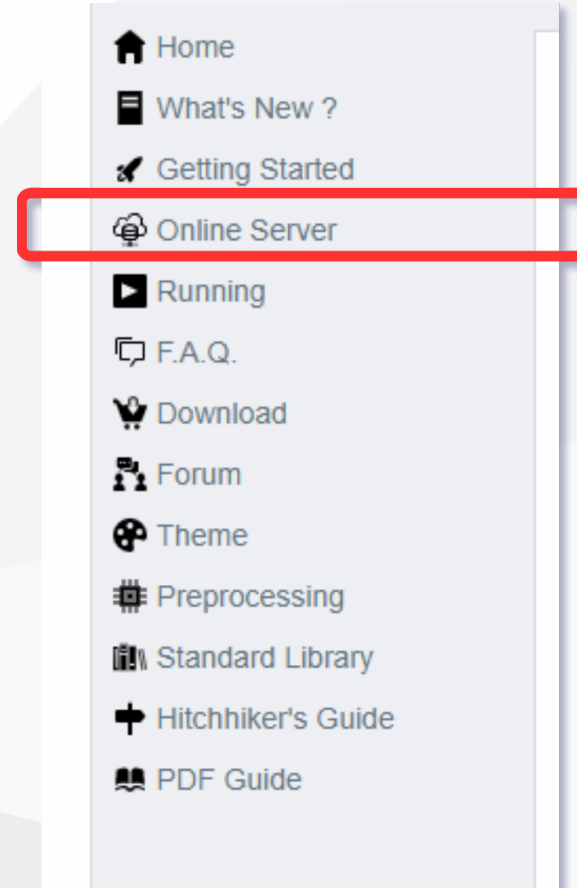 Home
What's New ?
Getting Started
Online Server
Running
F.A.Q.
Download
Forum
Theme
Preprocessing
Standard Library
Hitchhiker's Guide
PDF Guide